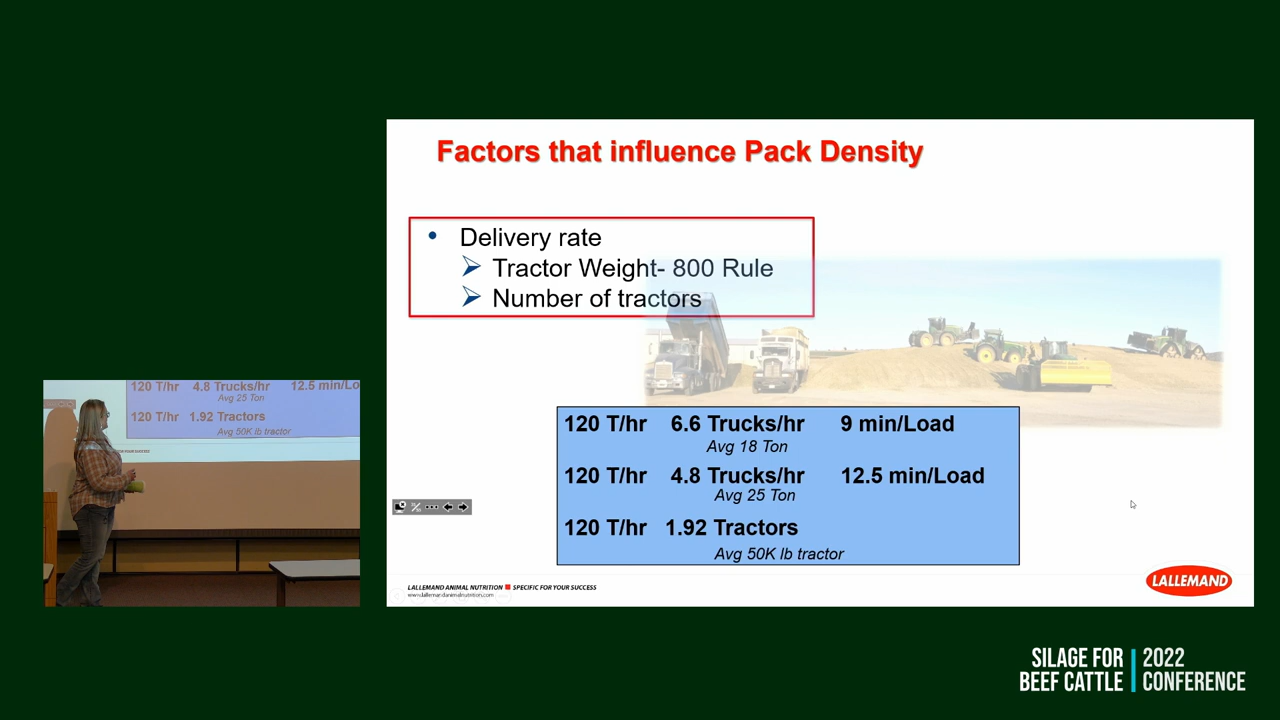 Factors that influence Pack Density
• Delivery rate
➢ Tractor Weight- 800 Rule
➢ Number of tractors
120 T/hr 6.6 Trucks/hr 9 min/Load
Avg 18 Ton
120 T/hr 4.8 Trucks/hr 12.5 min/Load
Avg 25 Ton
120 T/hr 1.92 Tractors
Avg 50K lb tractor
LALLEMAND ANIMAL NUTRITION ■ SPECIFIC FOR YOUR SUCCESS
www.lallemandanimalnutrition.com
LALLEMAND
120 T/hr 4.8 Trucks/hr 12.5 min/Lo
Avg 25 Ton
120 T/hr 1.92 Tractors
Avg 50K lb tractor
SILAGE FOR BEEF CATTLE
2022 CONFERENCE